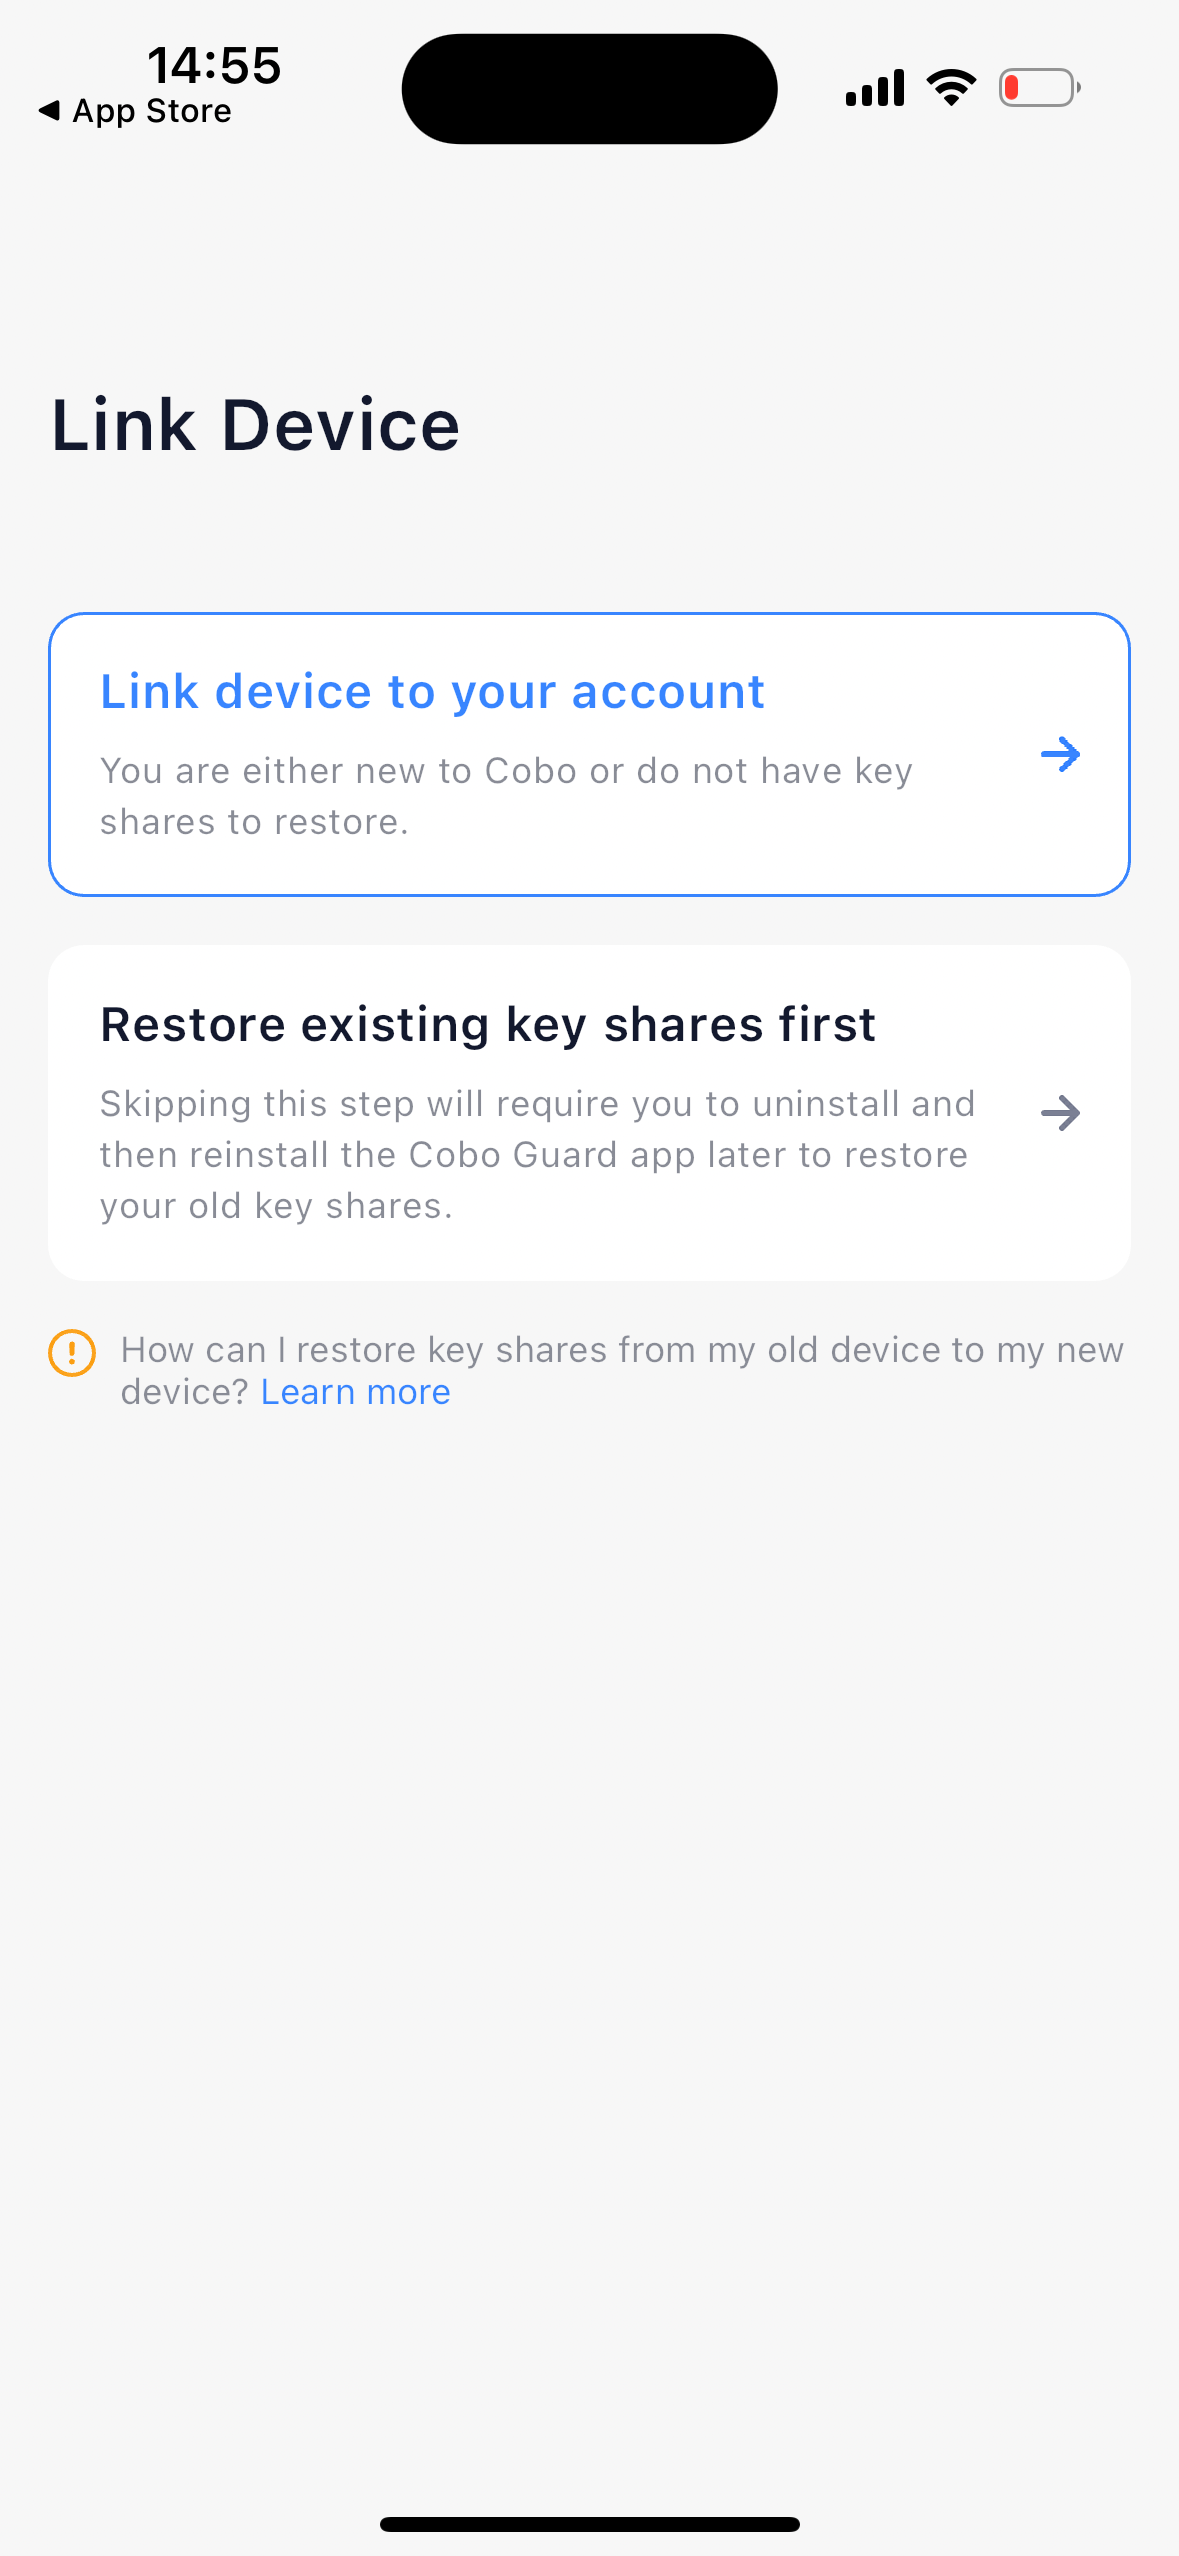 14:55
◀ App Store
Link Device
Link device to your account
You are either new to Cobo or do not have key
shares to restore.
Restore existing key shares first
Skipping this step will require you to uninstall and
then reinstall the Cobo Guard app later to restore
your old key shares.
How can I restore key shares from my old device to my new
device? Learn more